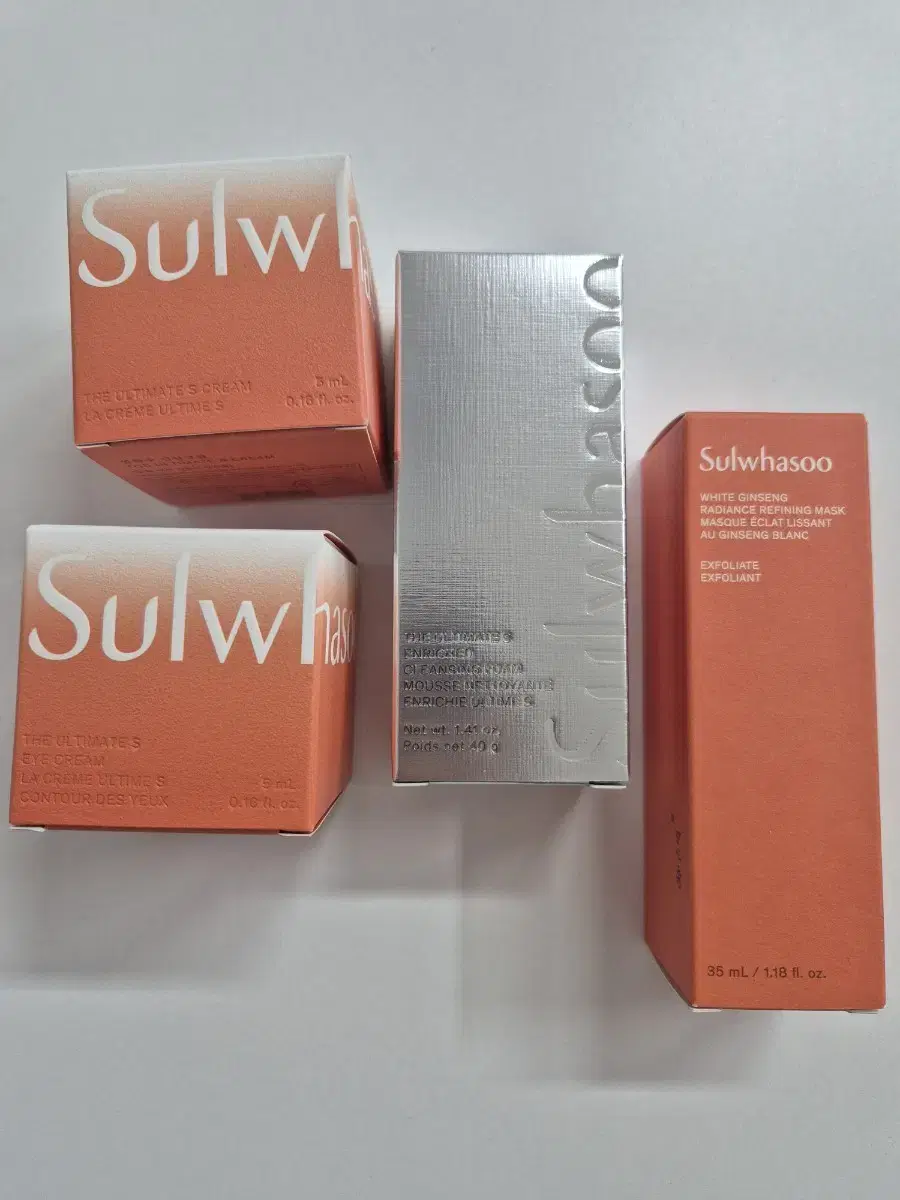 Sulwh
THE ULTIMATE S CREAM
LA CRÈME ULTIME S
5 mL
0.16 fl. oz.
Sulwhasoo
THE ULTIMATE S
EYE CREAM
LA CRÈME ULTIME S
CONTOUR DES YEUX
5 mL
0.16 fl. oz.
Sulwhasoo
THE ULTIMATE S
ENRICHED
CLEANSING FOAM
MOUSSE NETTOYANTE
ENRICHIE ULTIME S
Net wt. 1.41 oz.
Poids net 40 g
Sulwhasoo
WHITE GINSENG
RADIANCE REFINING MASK
MASQUE ÉCLAT LISSANT
AU GINSENG BLANC
EXFOLIATE
EXFOLIANT
35 mL / 1.18 fl. oz.